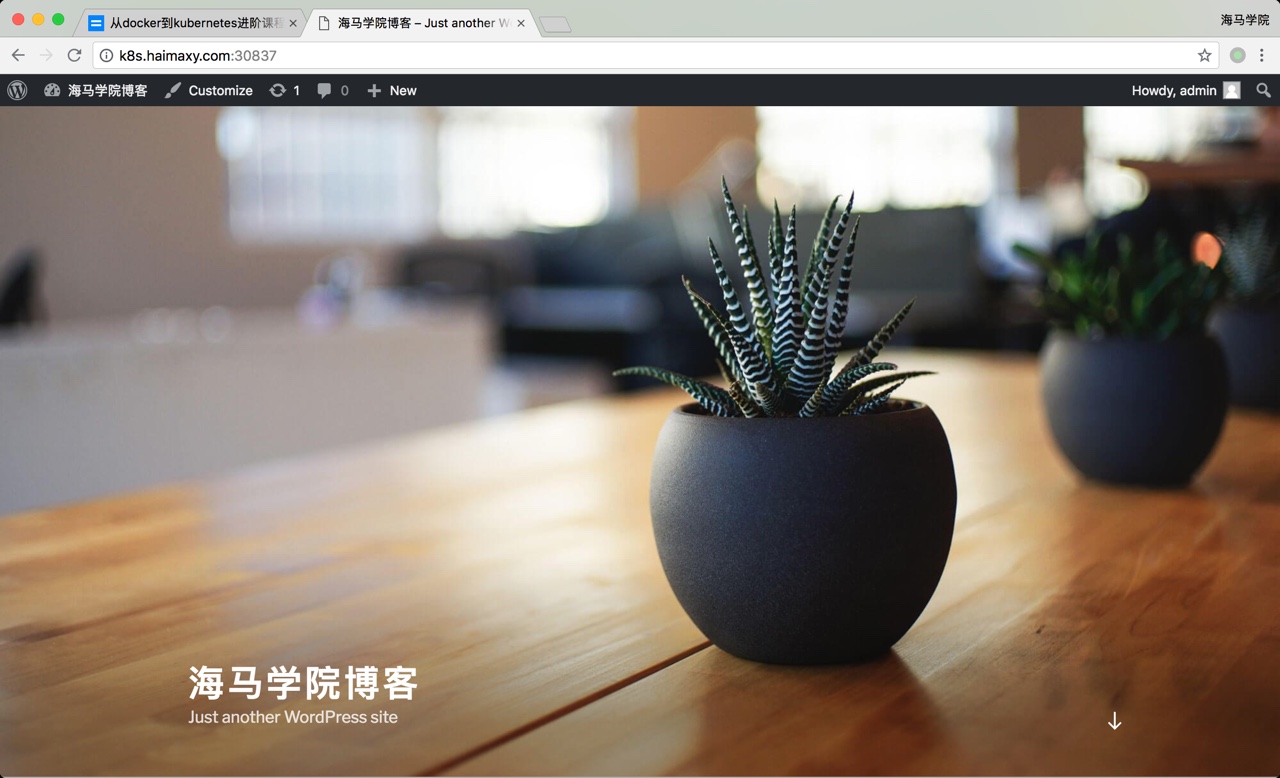 从docker到kubernetes进阶课程
海马学院博客 – Just another W
海马学院
k8s.haimaxy.com:30837
海马学院博客
Customize
1
0
New
Howdy, admin
海马学院博客
Just another WordPress site